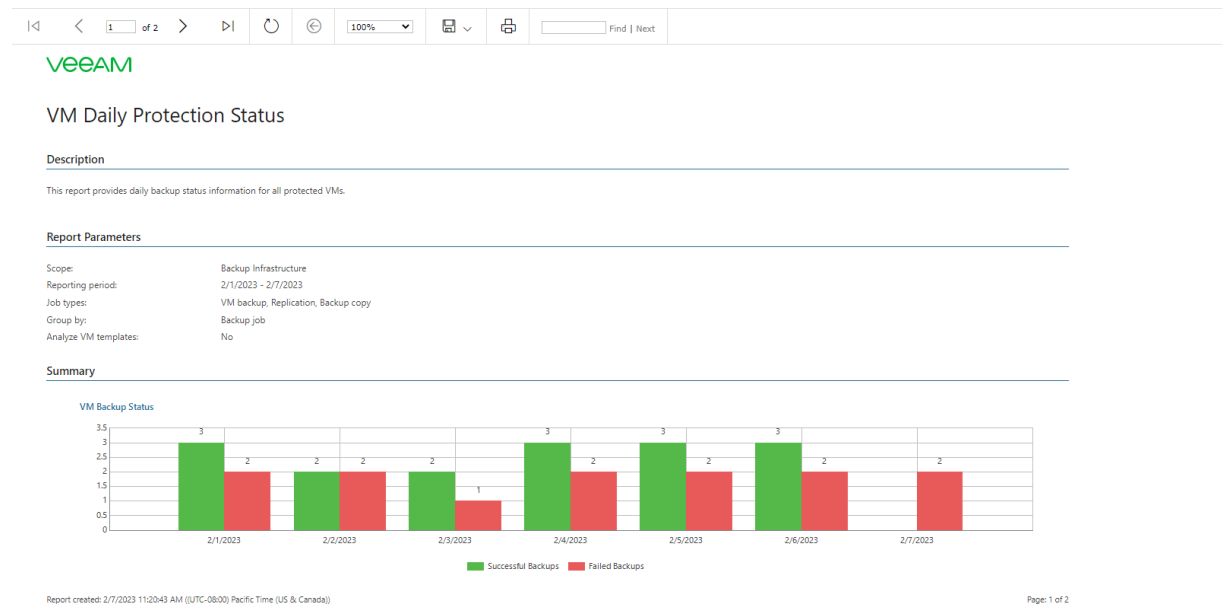 1 of 2 100% Find | Next
veeAM
VM Daily Protection Status
Description
This report provides daily backup status information for all protected VMs.
Report Parameters
Scope: Backup Infrastructure
Reporting period: 2/1/2023 - 2/7/2023
Job types: VM backup, Replication, Backup copy
Group by: Backup job
Analyze VM templates: No
Summary
VM Backup Status
3.5
3
2.5
2
1.5
1
0.5
0
3 2 2 2 2 1 3 2 3 2 3 2 2
2/1/2023 2/2/2023 2/3/2023 2/4/2023 2/5/2023 2/6/2023 2/7/2023
Successful Backups Failed Backups
Report created: 2/7/2023 11:20:43 AM ((UTC-08:00) Pacific Time (US & Canada)) Page: 1 of 2